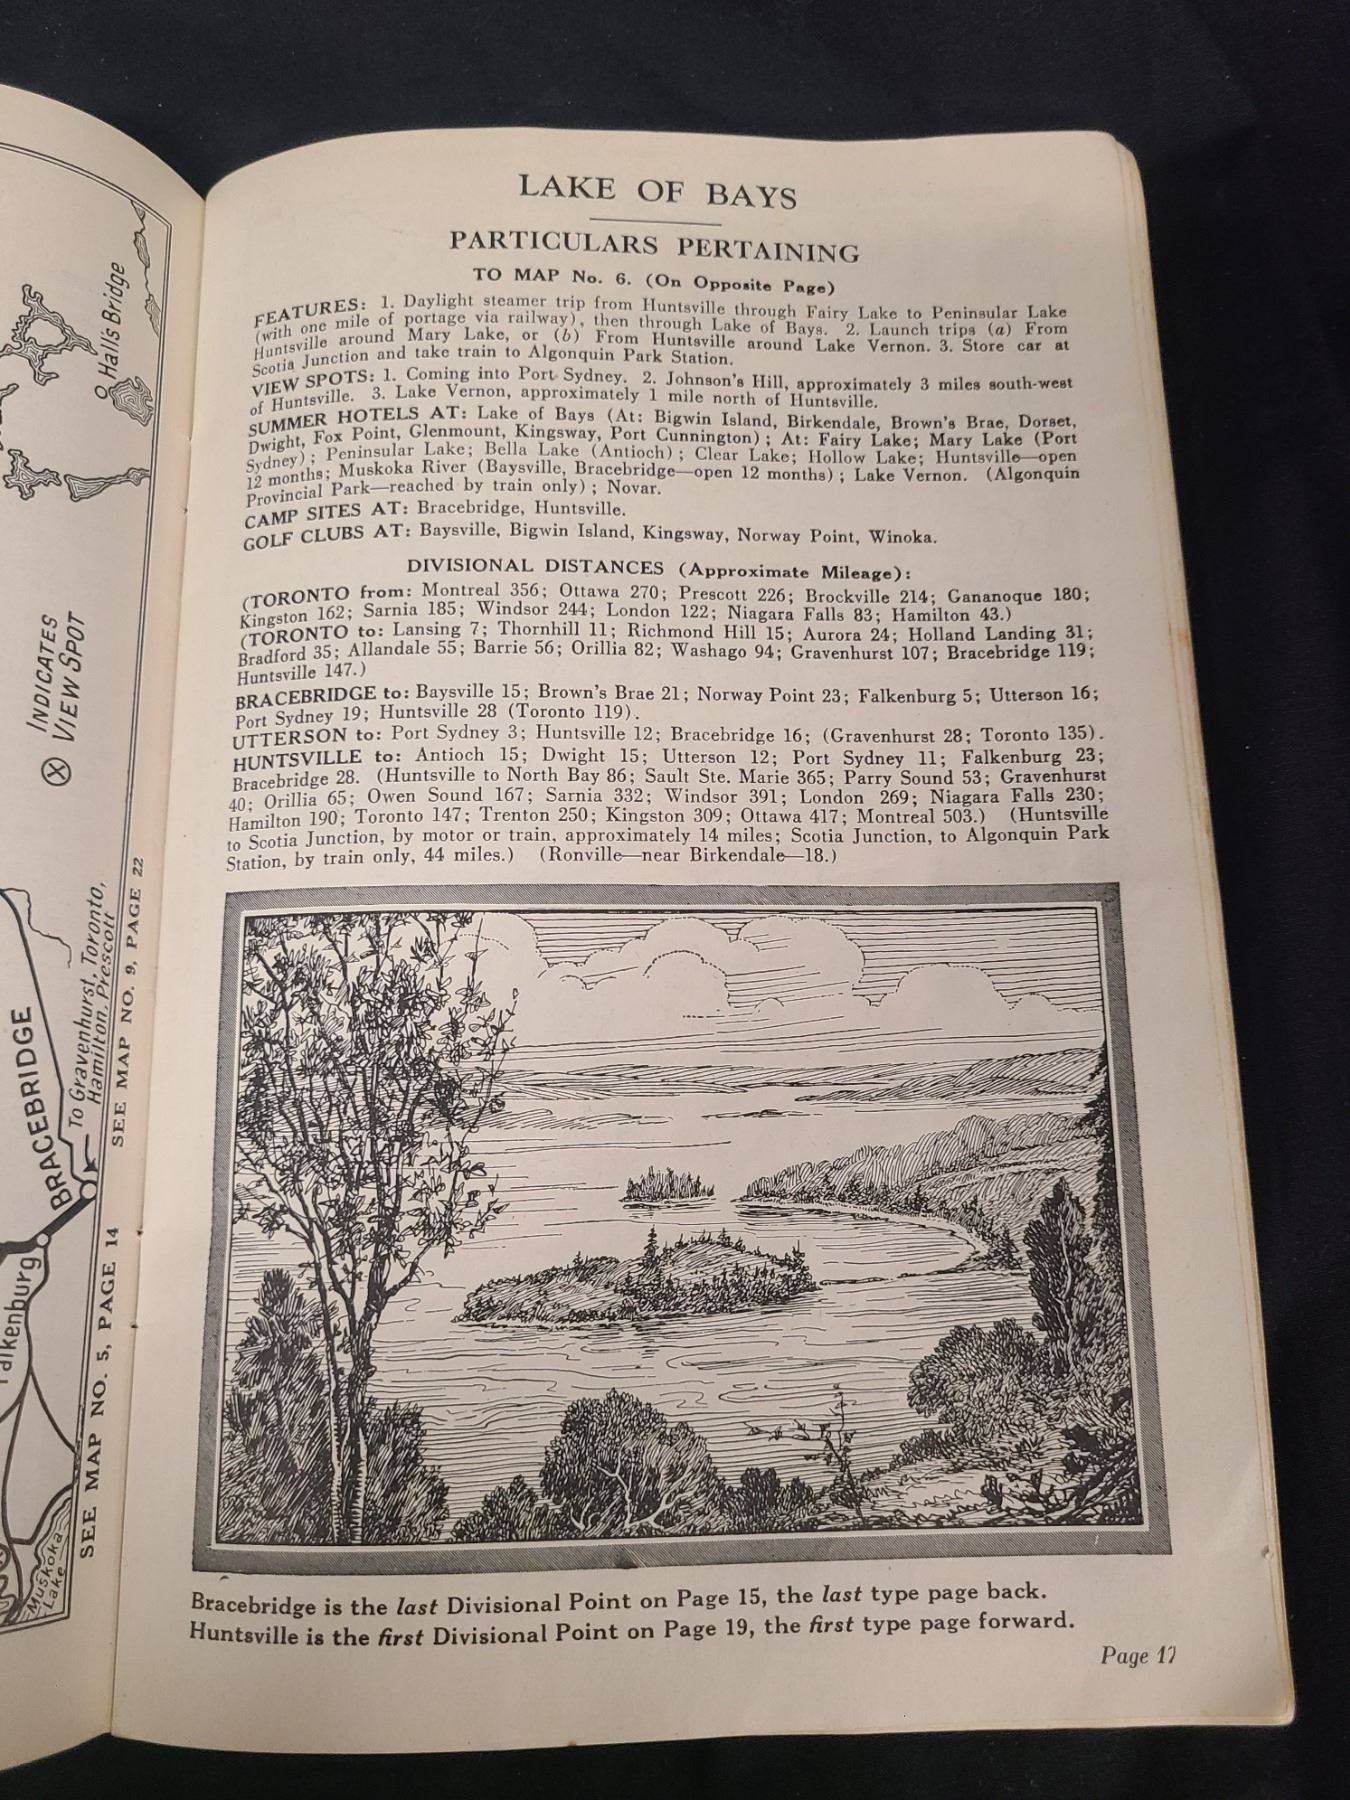 Hall's Bridge
INDICATES
VIEW SPOT
BRACEBRIDGE
To Gravenhurst, Toronto,
Hamilton, Prescott
SEE MAP NO. 9, PAGE 22
Falkenburg
SEE MAP NO. 5, PAGE 14
Muskoka
Lake
LAKE OF BAYS
PARTICULARS PERTAINING
TO MAP No. 6. (On Opposite Page)
FEATURES: 1. Daylight steamer trip from Huntsville through Fairy Lake to Peninsular Lake
(with one mile of portage via railway), then through Lake of Bays. 2. Launch trips (a) From
Huntsville around Mary Lake, or (b) From Huntsville around Lake Vernon. 3. Store car at
Scotia Junction and take train to Algonquin Park Station.
VIEW SPOTS: 1. Coming into Port Sydney. 2. Johnson's Hill, approximately 3 miles south-west
of Huntsville. 3. Lake Vernon, approximately 1 mile north of Huntsville.
SUMMER HOTELS AT: Lake of Bays (At: Bigwin Island, Birkendale, Brown's Brae, Dorset,
Dwight, Fox Point, Glenmount, Kingsway, Port Cunnington) ; At: Fairy Lake; Mary Lake (Port
Sydney) ; Peninsular Lake; Bella Lake (Antioch) ; Clear Lake; Hollow Lake; Huntsville—open
12 months; Muskoka River (Baysville, Bracebridge—open 12 months) ; Lake Vernon. (Algonquin
Provincial Park—reached by train only) ; Novar.
CAMP SITES AT: Bracebridge, Huntsville.
GOLF CLUBS AT: Baysville, Bigwin Island, Kingsway, Norway Point, Winoka.
DIVISIONAL DISTANCES (Approximate Mileage):
(TORONTO from: Montreal 356; Ottawa 270; Prescott 226; Brockville 214; Gananoque 180;
Kingston 162; Sarnia 185; Windsor 244; London 122; Niagara Falls 83; Hamilton 43.)
(TORONTO to: Lansing 7; Thornhill 11; Richmond Hill 15; Aurora 24; Holland Landing 31;
Bradford 35; Allandale 55; Barrie 56; Orillia 82; Washago 94; Gravenhurst 107; Bracebridge 119;
Huntsville 147.)
BRACEBRIDGE to: Baysville 15; Brown's Brae 21; Norway Point 23; Falkenburg 5; Utterson 16;
Port Sydney 19; Huntsville 28 (Toronto 119).
UTTERSON to: Port Sydney 3; Huntsville 12; Bracebridge 16; (Gravenhurst 28; Toronto 135).
HUNTSVILLE to: Antioch 15; Dwight 15; Utterson 12; Port Sydney 11; Falkenburg 23;
Bracebridge 28. (Huntsville to North Bay 86; Sault Ste. Marie 365; Parry Sound 53; Gravenhurst
40; Orillia 65; Owen Sound 167; Sarnia 332; Windsor 391; London 269; Niagara Falls 230;
Hamilton 190; Toronto 147; Trenton 250; Kingston 309; Ottawa 417; Montreal 503.) (Huntsville
to Scotia Junction, by motor or train, approximately 14 miles; Scotia Junction, to Algonquin Park
Station, by train only, 44 miles.) (Ronville—near Birkendale—18.)
Bracebridge is the last Divisional Point on Page 15, the last type page back.
Huntsville is the first Divisional Point on Page 19, the first type page forward.
Page 17